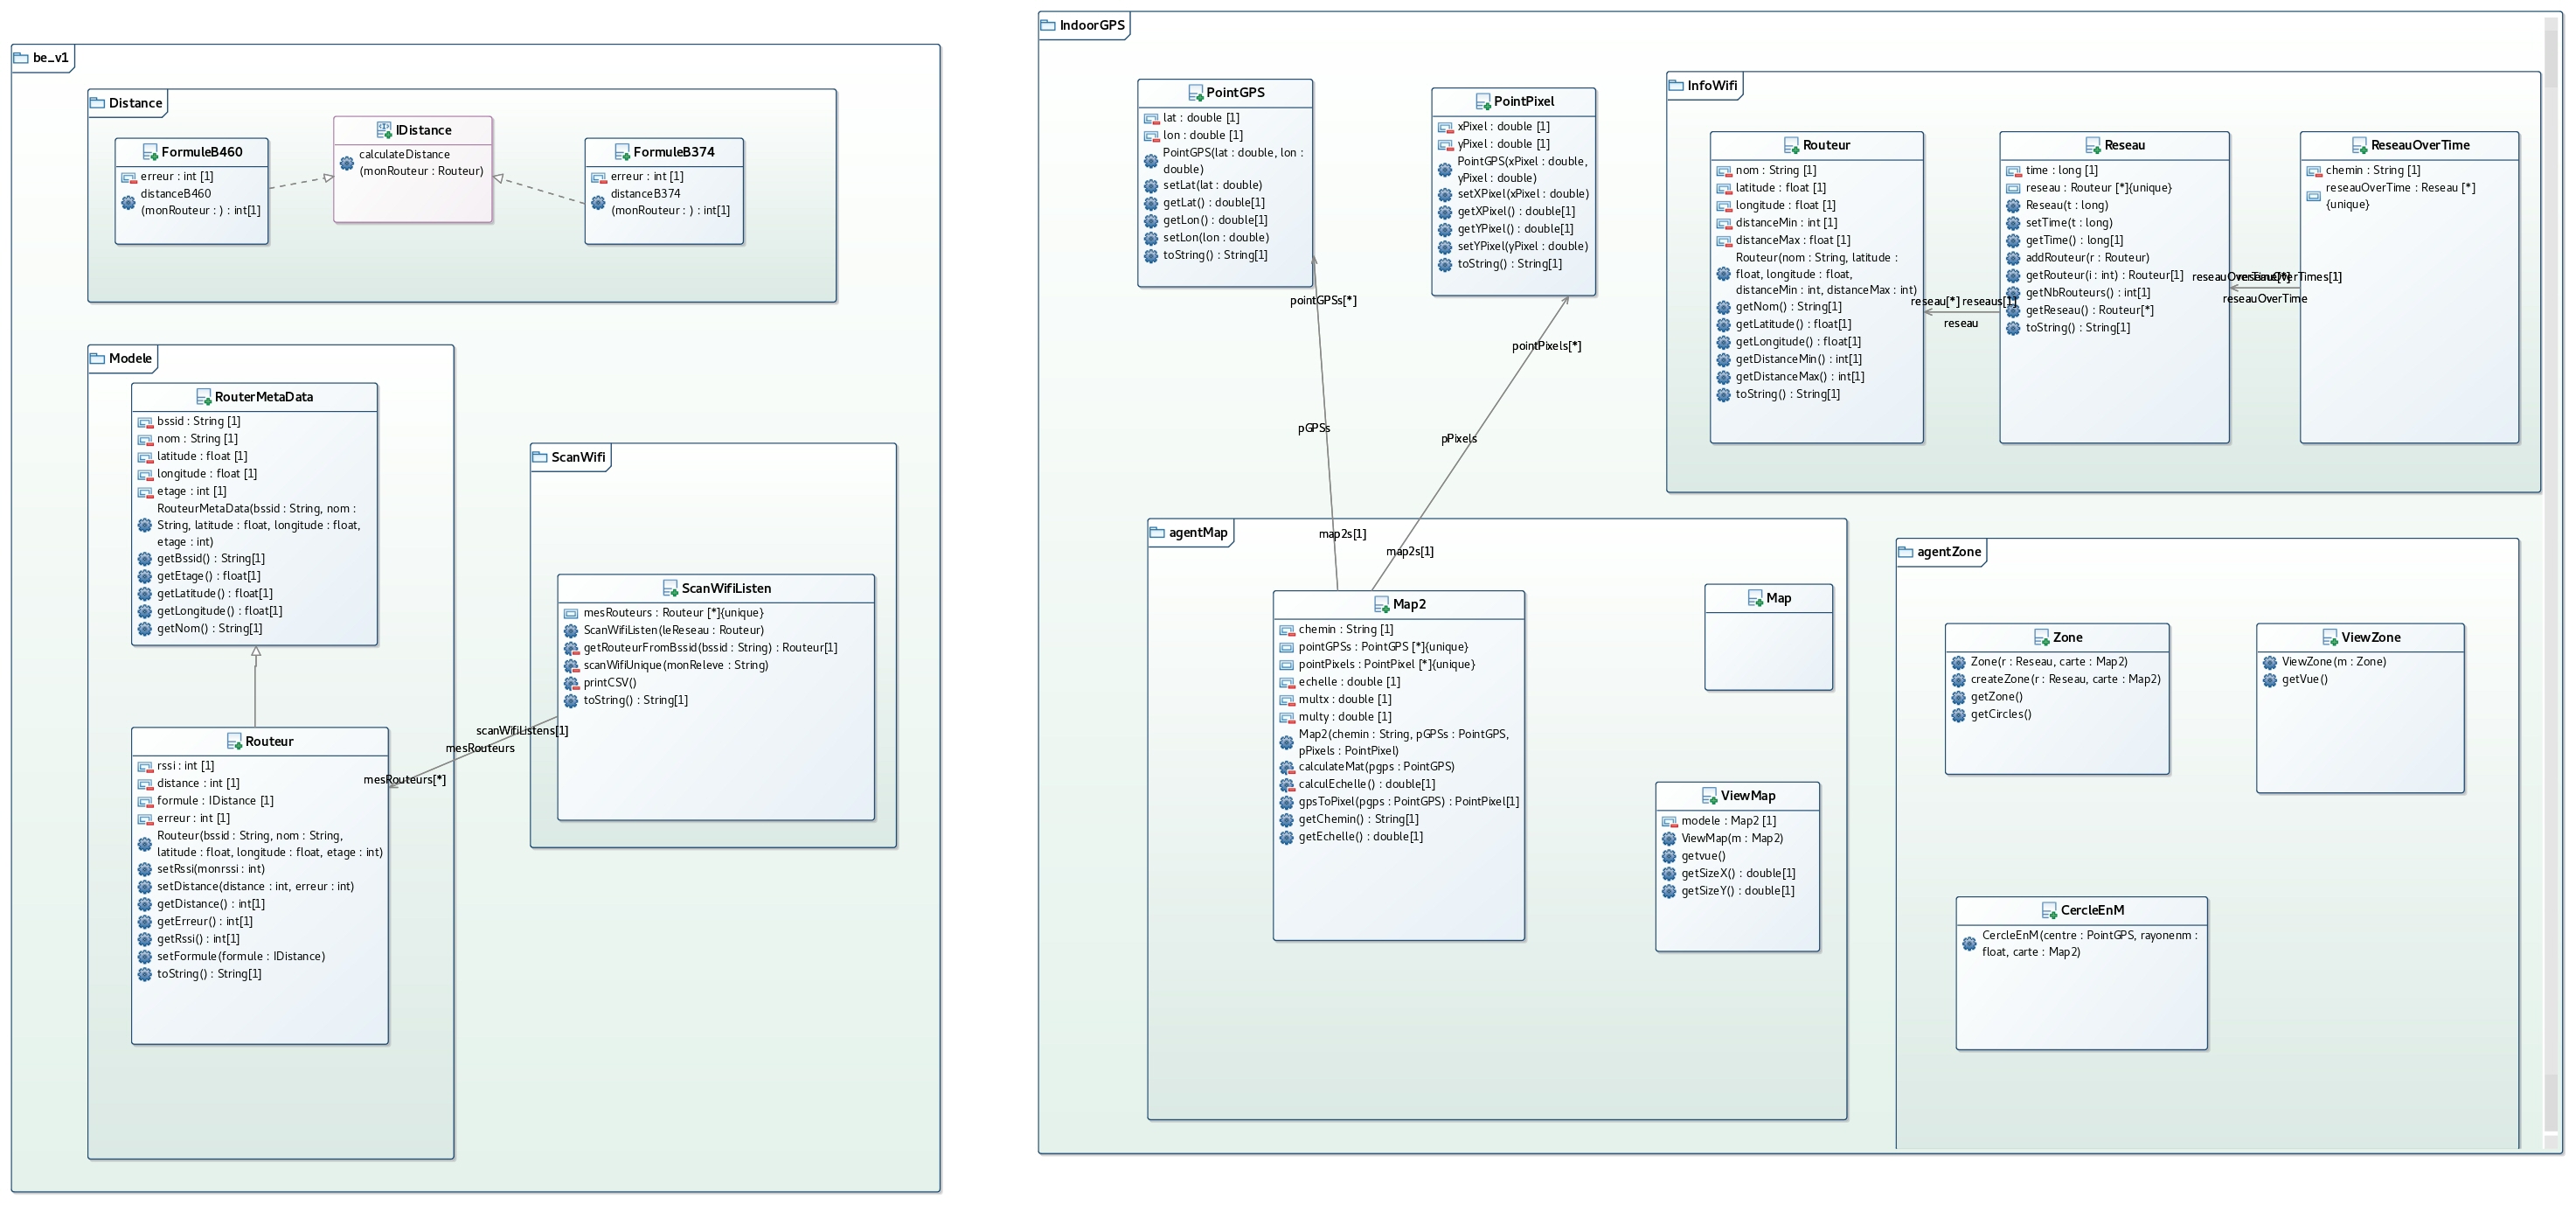 be_v1
Distance
FormuleB460
erreur : int [1]
distanceB460
(monRouteur : ) : int[1]
IDistance
calculateDistance
(monRouteur : Routeur)
FormuleB374
erreur : int [1]
distanceB374
(monRouteur : ) : int[1]
Modele
RouterMetaData
bssid : String [1]
nom : String [1]
latitude : float [1]
longitude : float [1]
etage : int [1]
RouteurMetaData(bssid : String, nom :
String, latitude : float, longitude : float,
etage : int)
getBssid() : String[1]
getEtage() : float[1]
getLatitude() : float[1]
getLongitude() : float[1]
getNom() : String[1]
Routeur
rssi : int [1]
distance : int [1]
formule : IDistance [1]
erreur : int [1]
Routeur(bssid : String, nom : String,
latitude : float, longitude : float, etage : int)
setRssi(monrssi : int)
setDistance(distance : int, erreur : int)
getDistance() : int[1]
getErreur() : int[1]
getRssi() : int[1]
setFormule(formule : IDistance)
toString() : String[1]
ScanWifi
ScanWifiListen
mesRouteurs : Routeur [*]{unique}
ScanWifiListen(leReseau : Routeur)
getRouteurFromBssid(bssid : String) : Routeur[1]
scanWifiUnique(monReleve : String)
printCSV()
toString() : String[1]
scanWifiListens[1]
mesRouteurs
mesRouteurs[*]
IndoorGPS
PointGPS
lat : double [1]
lon : double [1]
PointGPS(lat : double, lon :
double)
setLat(lat : double)
getLat() : double[1]
getLon() : double[1]
setLon(lon : double)
toString() : String[1]
PointPixel
xPixel : double [1]
yPixel : double [1]
PointGPS(xPixel : double,
yPixel : double)
setXPixel(xPixel : double)
getXPixel() : double[1]
getYPixel() : double[1]
setYPixel(yPixel : double)
toString() : String[1]
pointGPSs[*]
pointPixels[*]
pGPSs
pPixels
map2s[1]
map2s[1]
InfoWifi
Routeur
nom : String [1]
latitude : float [1]
longitude : float [1]
distanceMin : int [1]
distanceMax : float [1]
Routeur(nom : String, latitude :
float, longitude : float,
distanceMin : int, distanceMax : int)
getNom() : String[1]
getLatitude() : float[1]
getLongitude() : float[1]
getDistanceMin() : int[1]
getDistanceMax() : int[1]
toString() : String[1]
reseau[*] reseaus[1]
reseau
Reseau
time : long [1]
reseau : Routeur [*]{unique}
Reseau(t : long)
setTime(t : long)
getTime() : long[1]
addRouteur(r : Routeur)
getRouteur(i : int) : Routeur[1]
getNbRouteurs() : int[1]
getReseau() : Routeur[*]
toString() : String[1]
reseauOverTime
ReseauOverTime
chemin : String [1]
reseauOverTime : Reseau [*]
{unique}
agentMap
Map2
chemin : String [1]
pointGPSs : PointGPS [*]{unique}
pointPixels : PointPixel [*]{unique}
echelle : double [1]
multx : double [1]
multy : double [1]
Map2(chemin : String, pGPSs : PointGPS,
pPixels : PointPixel)
calculateMat(pgps : PointGPS)
calculEchelle() : double[1]
gpsToPixel(pgps : PointGPS) : PointPixel[1]
getChemin() : String[1]
getEchelle() : double[1]
Map
ViewMap
modele : Map2 [1]
ViewMap(m : Map2)
getvue()
getSizeX() : double[1]
getSizeY() : double[1]
agentZone
Zone
Zone(r : Reseau, carte : Map2)
createZone(r : Reseau, carte : Map2)
getZone()
getCircles()
ViewZone
ViewZone(m : Zone)
getVue()
CercleEnM
CercleEnM(centre : PointGPS, rayonenm :
float, carte : Map2)